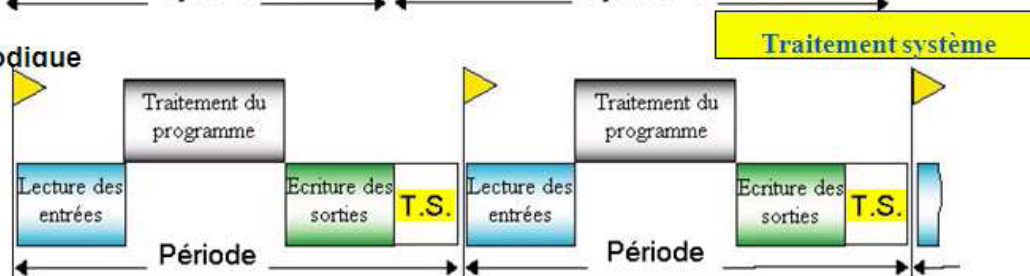 Traitement système
odique
Traitement du
programme
Traitement du
programme
Lecture des
entrées
Ecriture des
sorties
T.S.
Lecture des
entrées
Ecriture des
sorties
T.S.
Période
Période